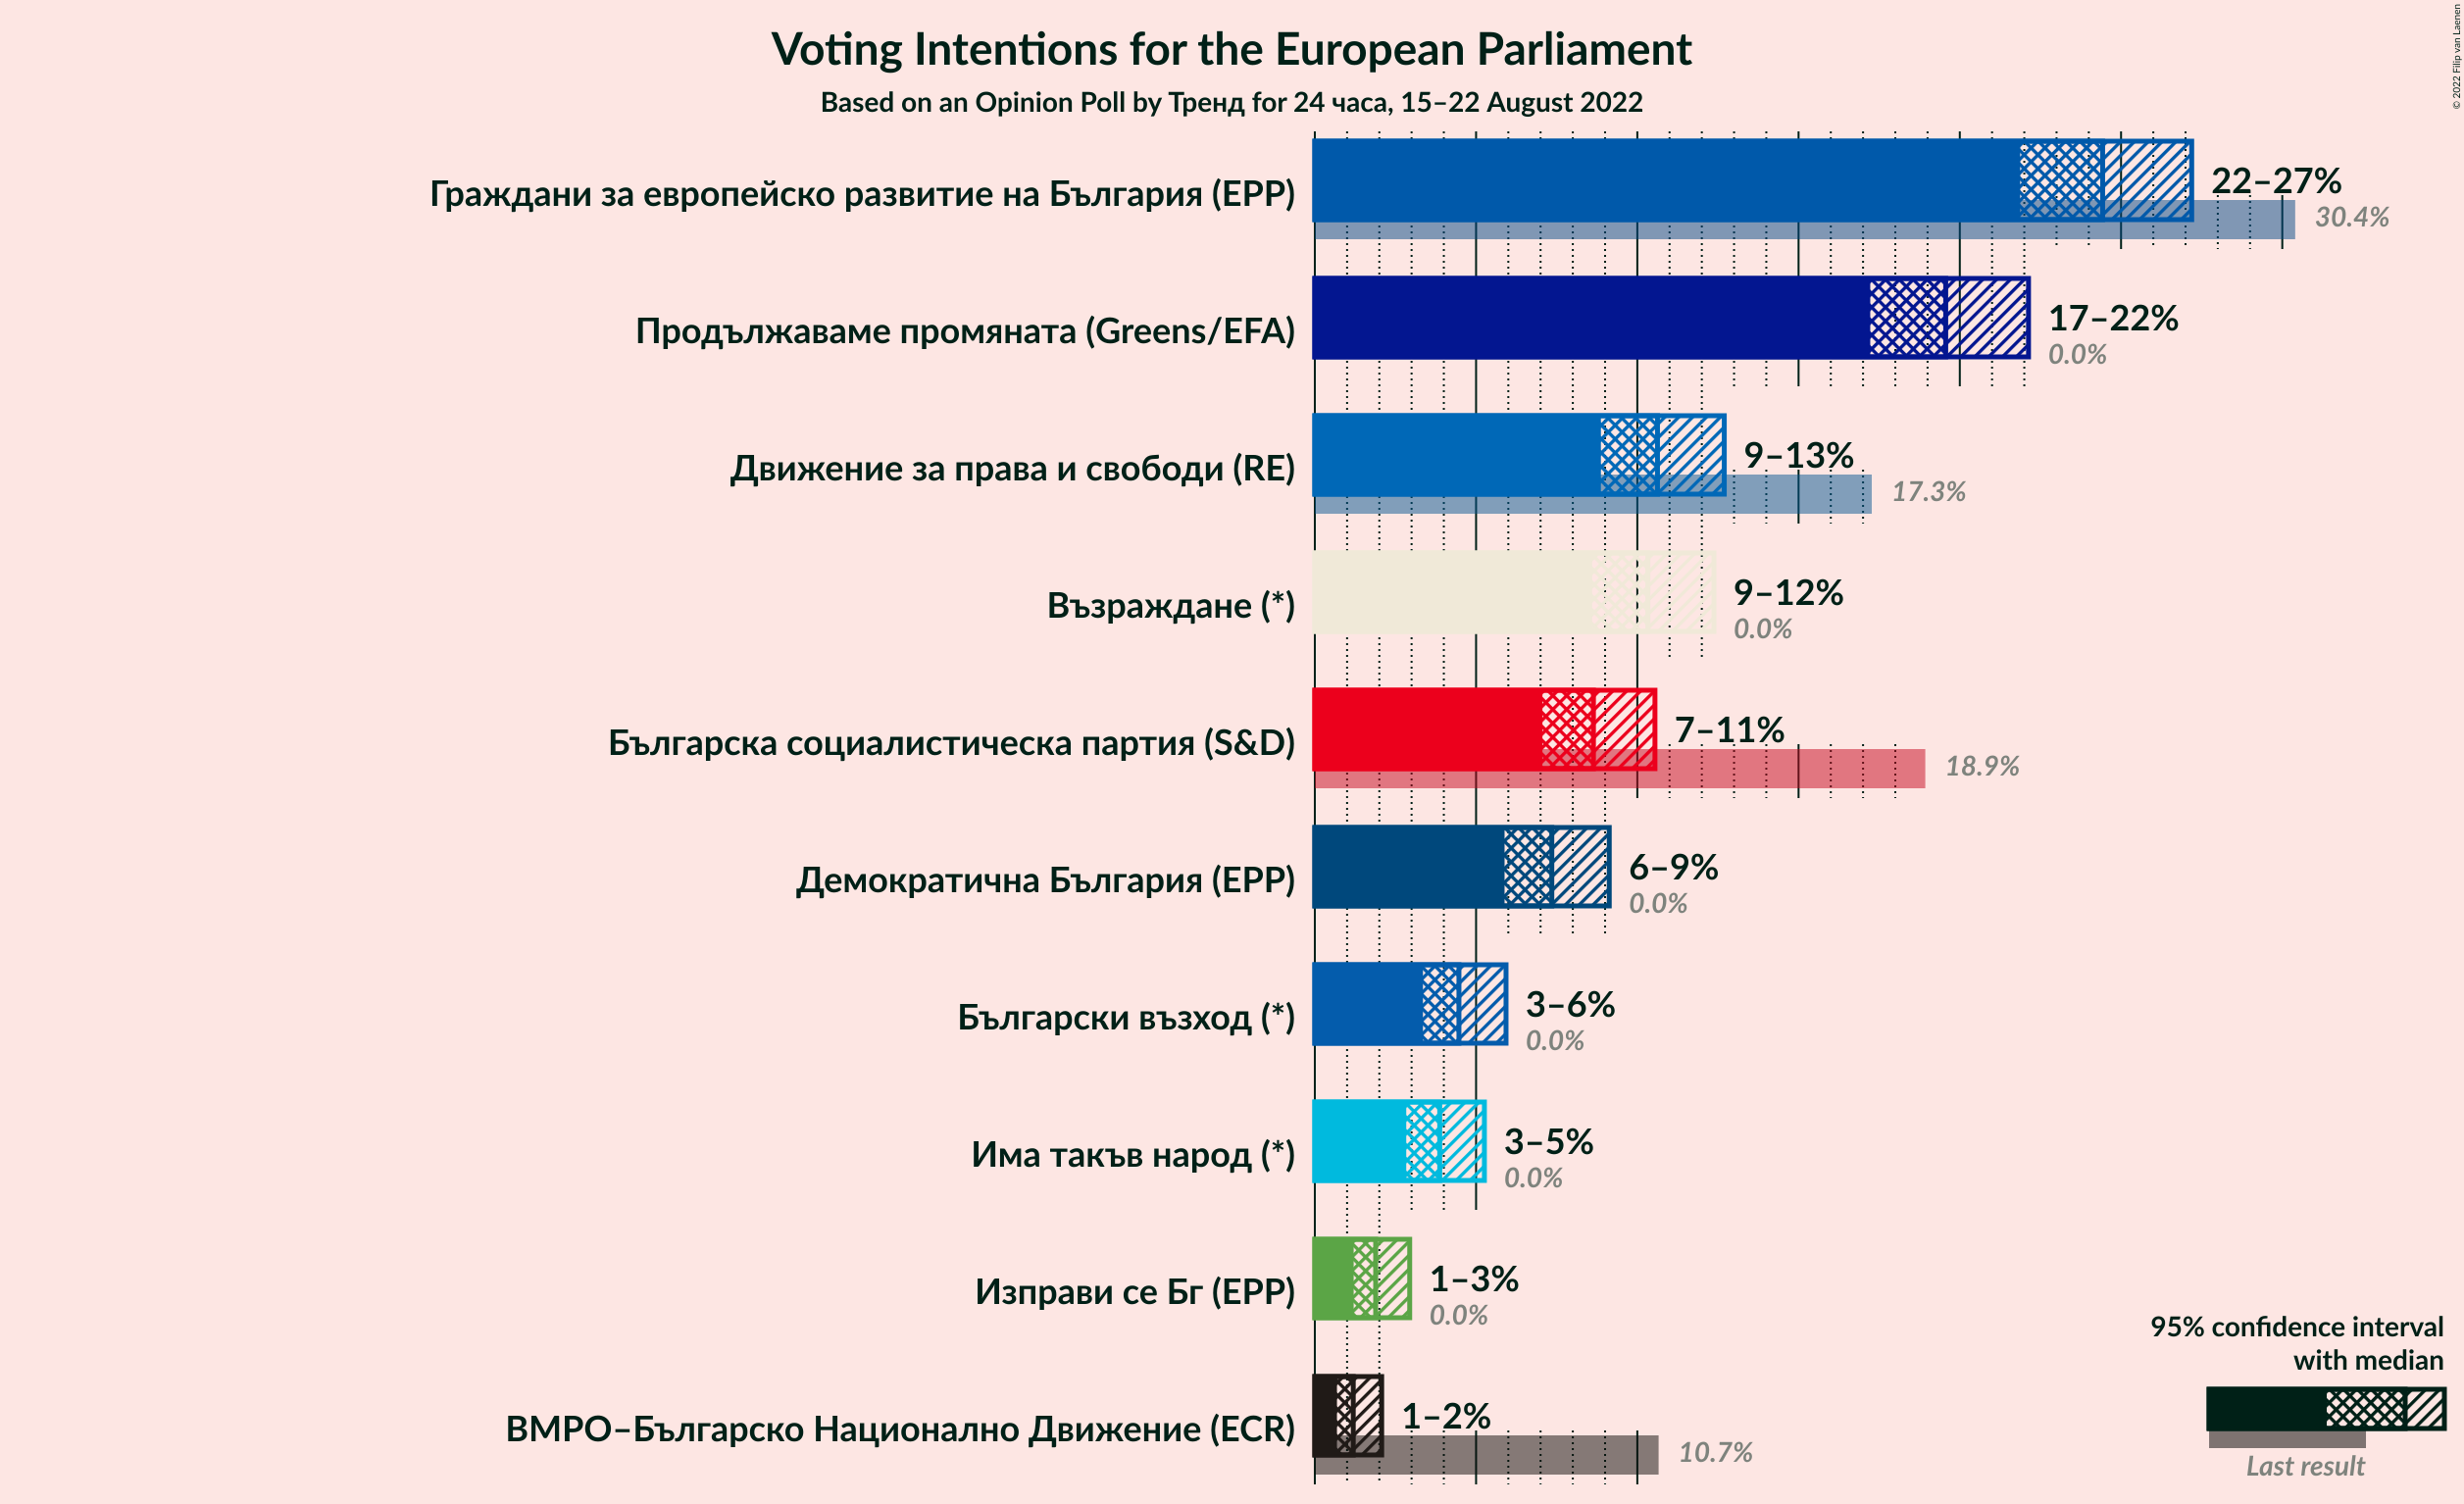 © 2022 Filip van Laenen
Voting Intentions for the European Parliament
Based on an Opinion Poll by Тренд for 24 часа, 15–22 August 2022
Граждани за европейско развитие на България (EPP)
22–27%
30.4%
Продължаваме промяната (Greens/EFA)
17–22%
0.0%
Движение за права и свободи (RE)
9–13%
17.3%
Възраждане (*)
9–12%
0.0%
Българска социалистическа партия (S&D)
7–11%
18.9%
Демократична България (EPP)
6–9%
0.0%
Български възход (*)
3–6%
0.0%
Има такъв народ (*)
3–5%
0.0%
Изправи се Бг (EPP)
1–3%
0.0%
ВМРО–Българско Национално Движение (ECR)
1–2%
10.7%
95% confidence interval
with median
Last result